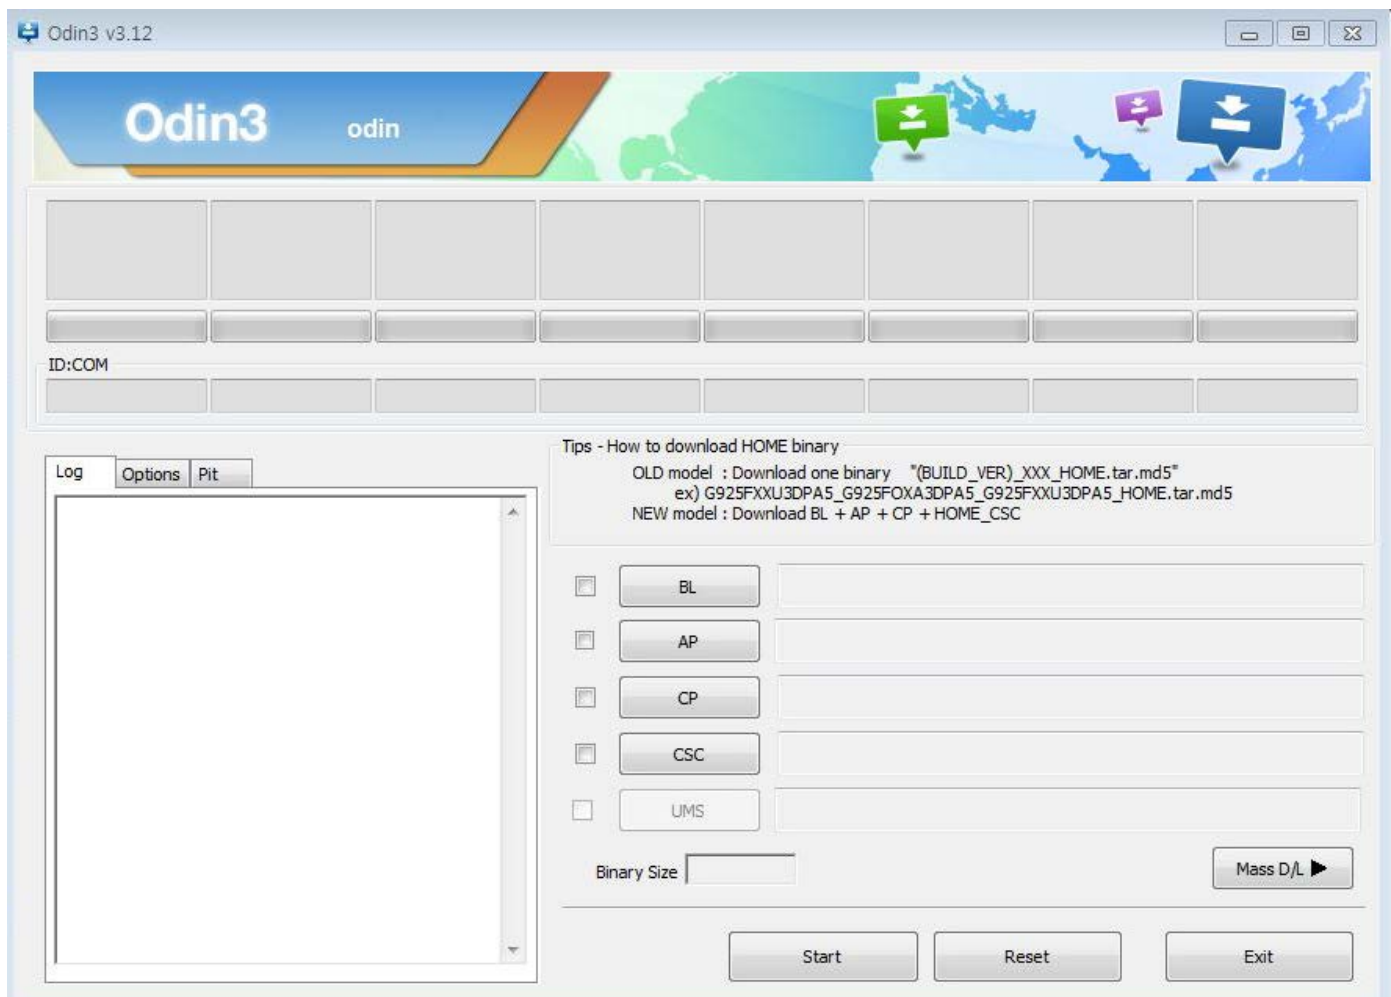 Odin3 v3.12
Odin3 odin
ID:COM
Log Options Pit
Tips - How to download HOME binary
OLD model : Download one binary "(BUILD_VER)_XXX_HOME.tar.md5"
ex) G925FXXU3DPA5_G925FOXA3DPA5_G925FXXU3DPA5_HOME.tar.md5
NEW model : Download BL + AP + CP + HOME_CSC
BL
AP
CP
CSC
UMS
Binary Size
Mass D/L
Start Reset Exit